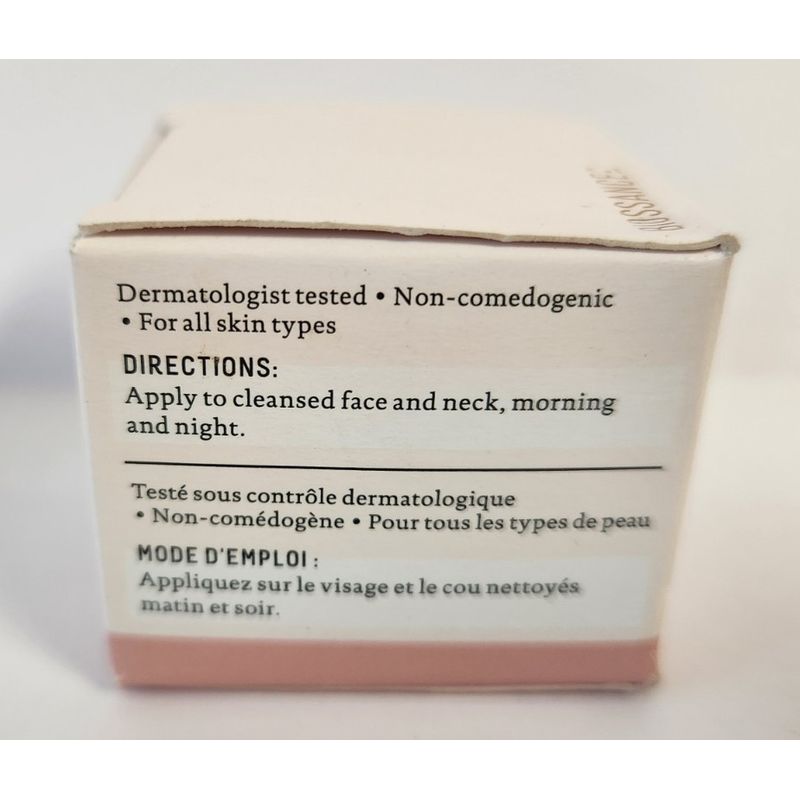 BIOSSANCE
Dermatologist tested • Non-comedogenic
• For all skin types
DIRECTIONS:
Apply to cleansed face and neck, morning
and night.
Testé sous contrôle dermatologique
• Non-comédogène • Pour tous les types de peau
MODE D'EMPLOI :
Appliquez sur le visage et le cou nettoyés
matin et soir.